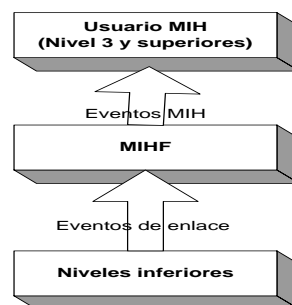 Usuario MIH
(Nivel 3 y superiores)
Eventos MIH
MIHF
Eventos de enlace
Niveles inferiores